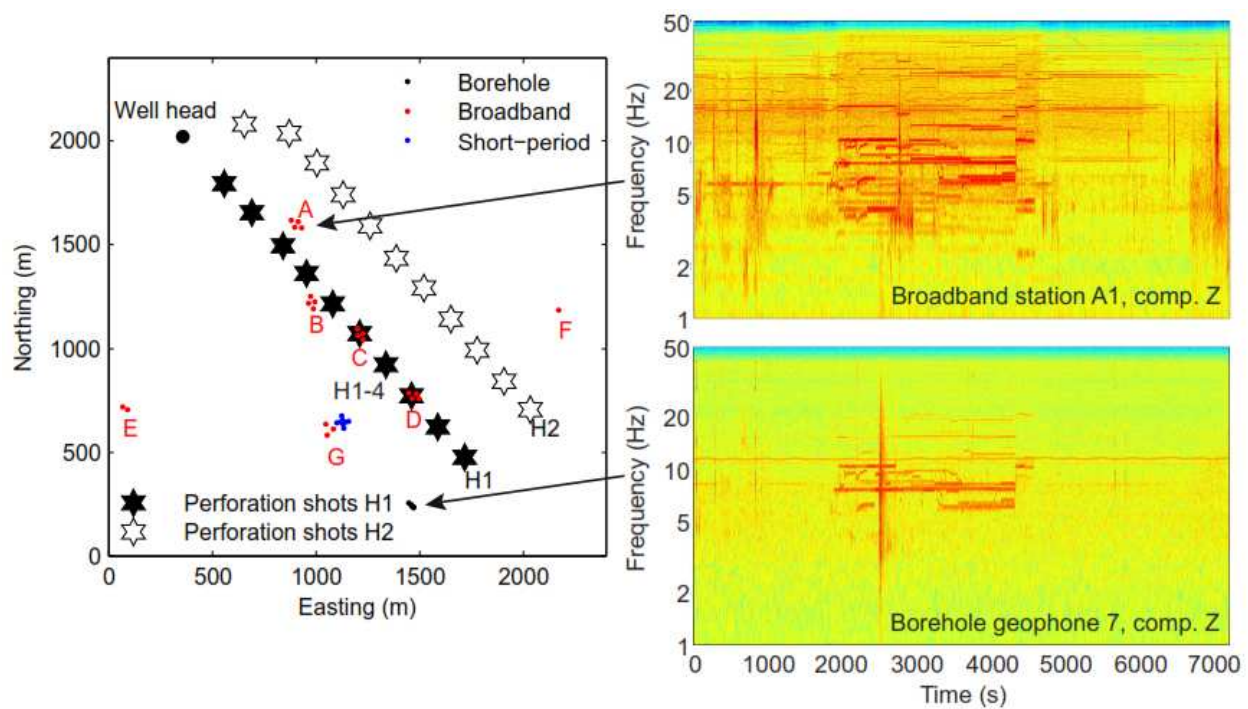 Well head
Borehole
Broadband
Short-period
A
B
C
D
E
F
G
H1-4
H1
H2
Perforation shots H1
Perforation shots H2
2000
1500
1000
500
0
0 500 1000 1500 2000
Northing (m)
Easting (m)
50
20
10
5
2
1
Frequency (Hz)
Broadband station A1, comp. Z
50
20
10
5
2
1
Frequency (Hz)
Borehole geophone 7, comp. Z
0 1000 2000 3000 4000 5000 6000 7000
Time (s)